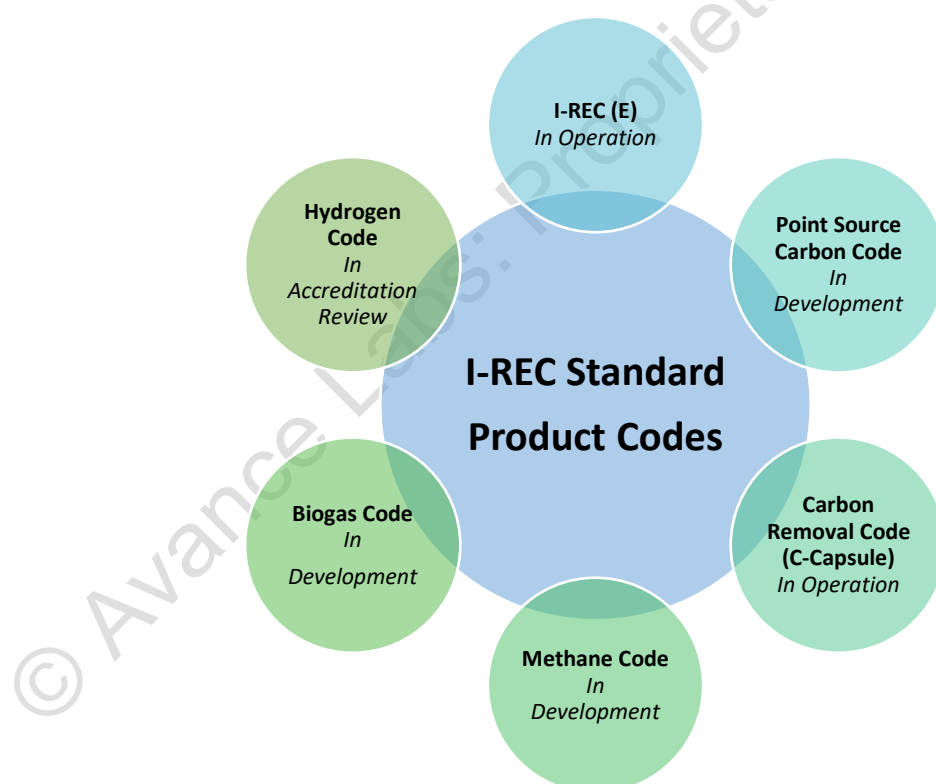 I-REC (E)
In Operation
Point Source
Carbon Code
In
Development
Carbon
Removal Code
(C-Capsule)
In Operation
Methane Code
In
Development
Biogas Code
In
Development
Hydrogen
Code
In
Accreditation
Review
I-REC Standard
Product Codes
© Avance Labs: